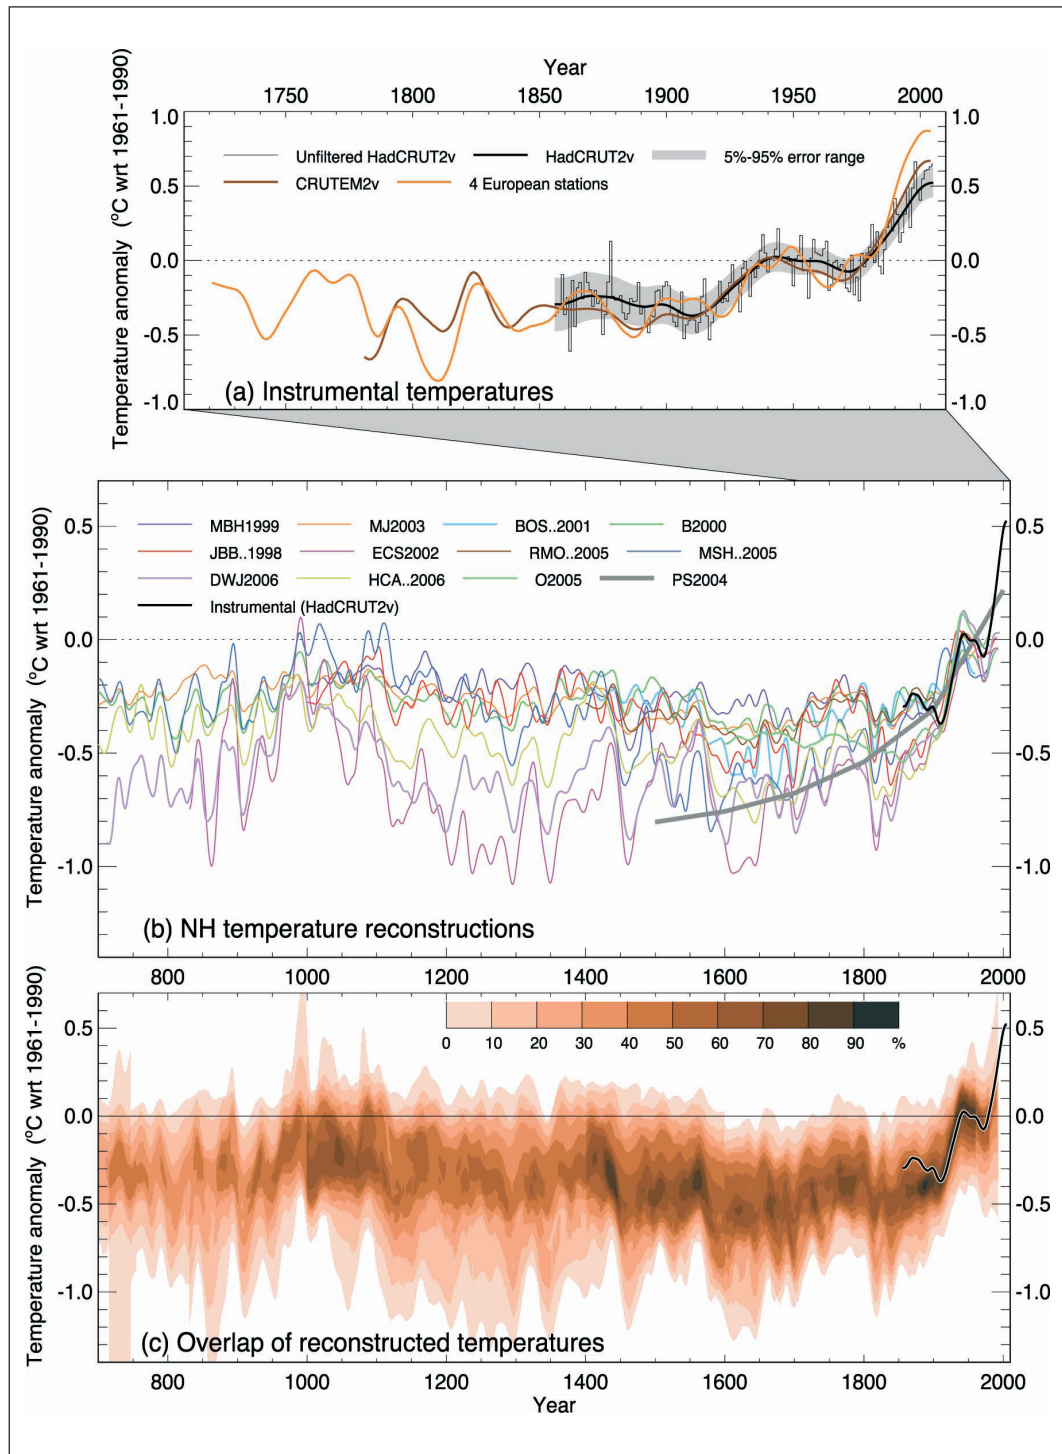 Year
1750 1800 1850 1900 1950 2000
Temperature anomaly (ºC wrt 1961-1990)
1.0 1.0
Unfiltered HadCRUT2v HadCRUT2v 5%-95% error range
CRUTEM2v 4 European stations
0.5 0.5
0.0 0.0
-0.5 -0.5
(a) Instrumental temperatures
-1.0 -1.0
Temperature anomaly (ºC wrt 1961-1990)
0.5 0.5
MBH1999 MJ2003 BOS..2001 B2000
JBB..1998 ECS2002 RMO..2005 MSH..2005
DWJ2006 HCA..2006 O2005 PS2004
Instrumental (HadCRUT2v)
0.0 0.0
-0.5 -0.5
-1.0 -1.0
(b) NH temperature reconstructions
800 1000 1200 1400 1600 1800 2000
Temperature anomaly (ºC wrt 1961-1990)
0.5 0.5
0 10 20 30 40 50 60 70 80 90 %
0.0 0.0
-0.5 -0.5
-1.0 -1.0
(c) Overlap of reconstructed temperatures
800 1000 1200 1400 1600 1800 2000
Year